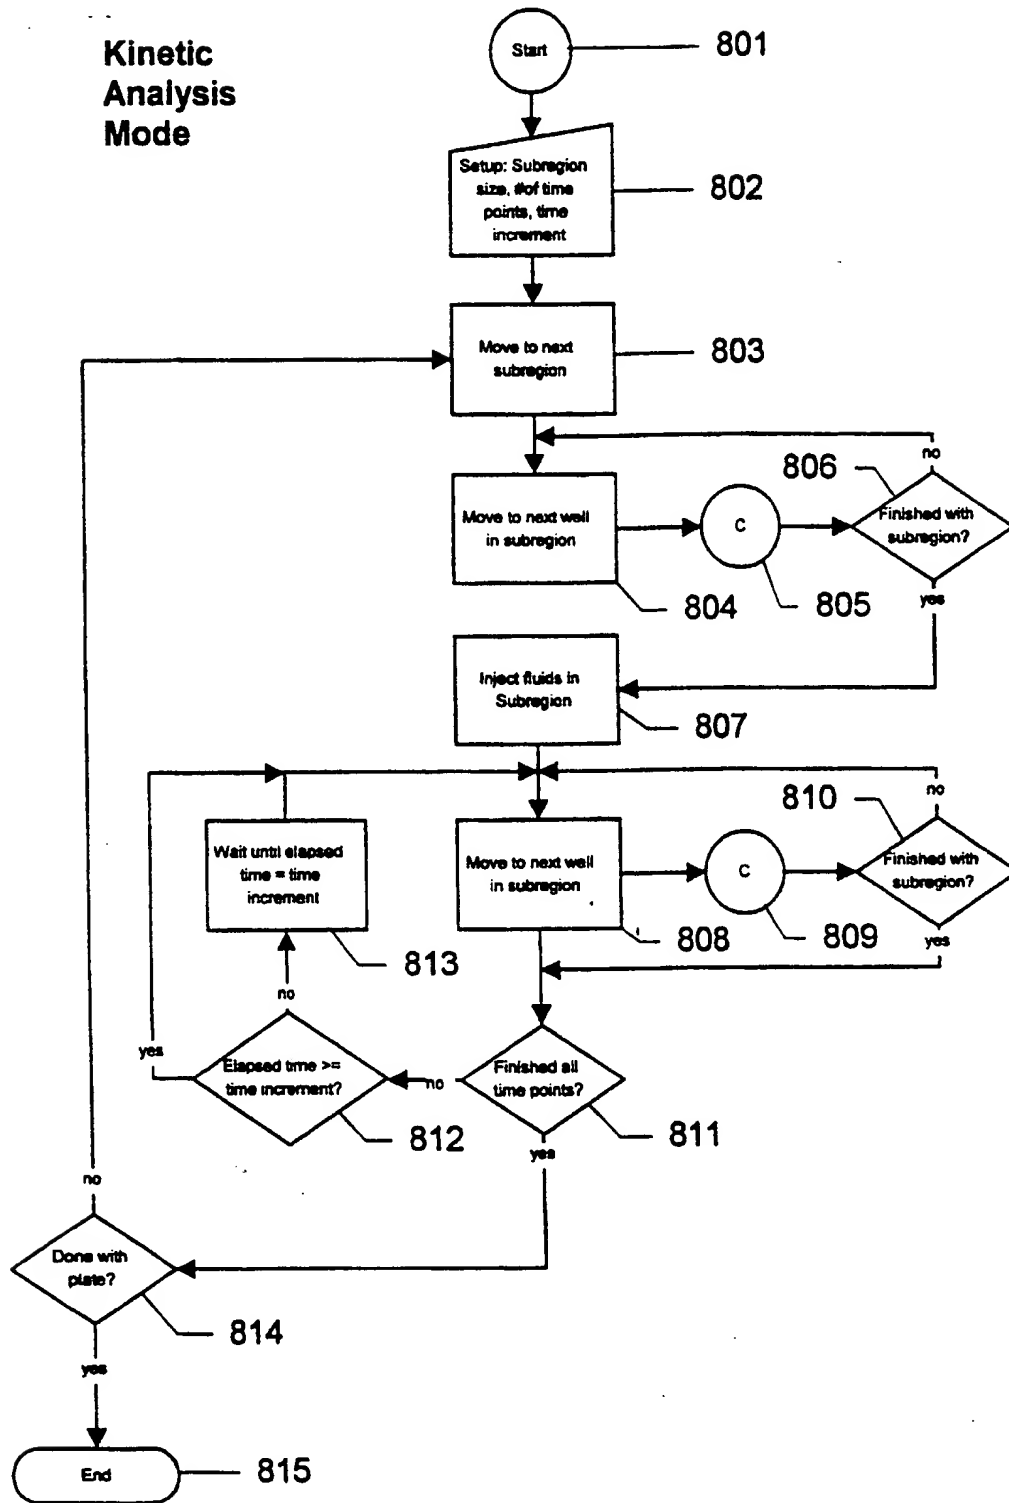 Kinetic
Analysis
Mode
Start
801
Setup: Subregion
size, #of time
points, time
increment
802
Move to next
subregion
803
no
806
Move to next well
in subregion
C
Finished with
subregion?
804
805
yes
Inject fluids in
Subregion
807
no
810
Wait until elapsed
time = time
increment
Move to next well
in subregion
C
Finished with
subregion?
813
808
809
yes
no
yes
Elapsed time >=
time increment?
no
Finished all
time points?
812
811
yes
no
Done with
plate?
814
yes
End
815